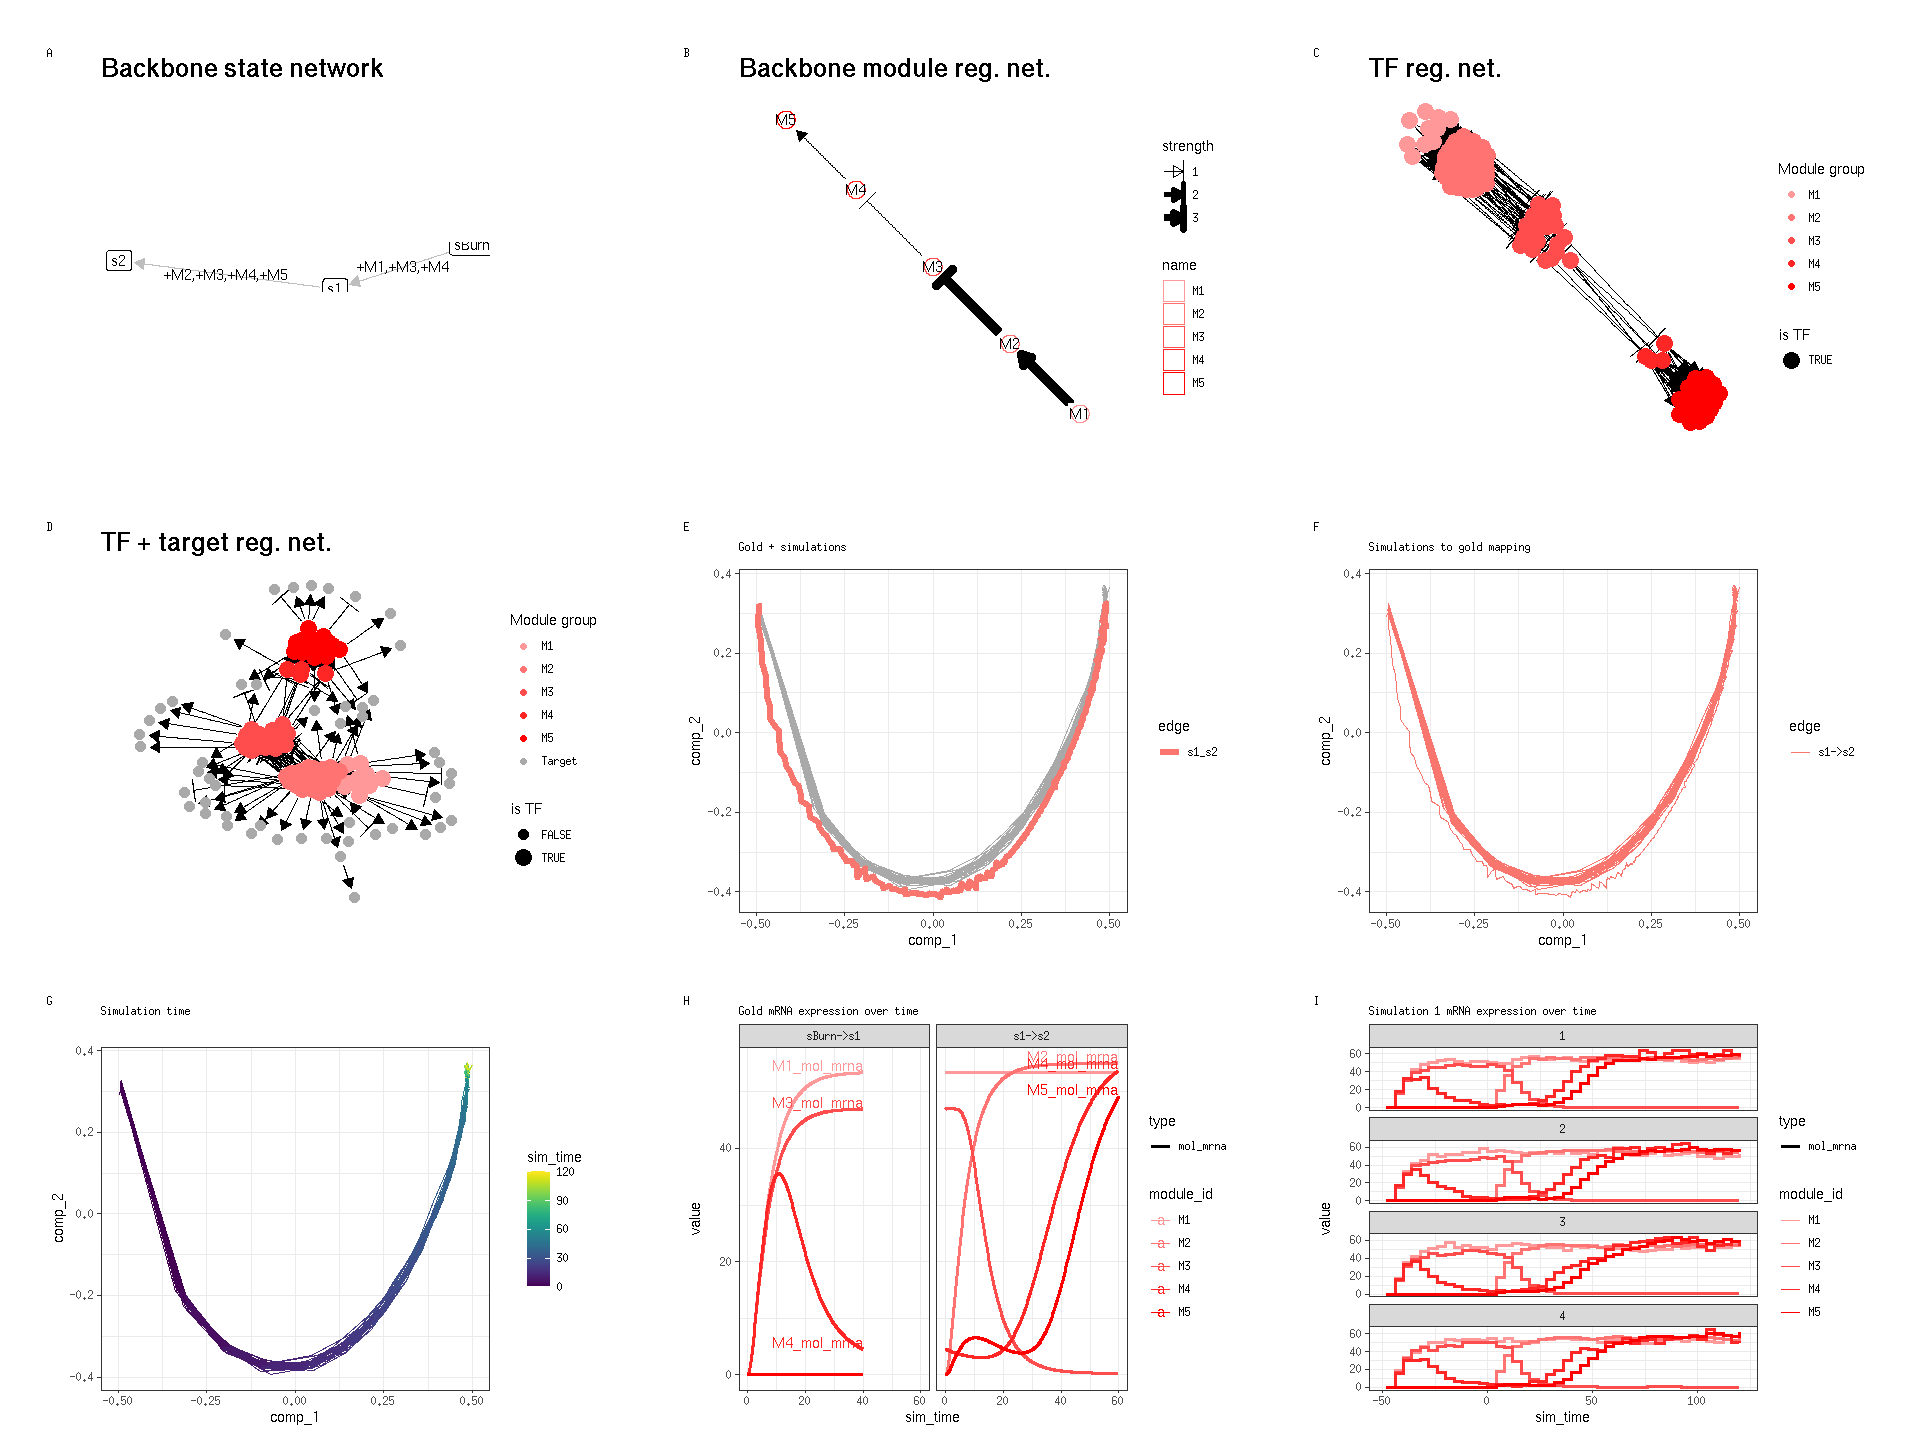 A
Backbone state network
s2
+M2,+M3,+M4,+M5
s1
+M1,+M3,+M4
sBurn
B
Backbone module reg. net.
M5
M4
M3
M2
M1
strength
1
2
3
name
M1
M2
M3
M4
M5
C
TF reg. net.
Module group
M1
M2
M3
M4
M5
is TF
TRUE
D
TF + target reg. net.
Module group
M1
M2
M3
M4
M5
Target
is TF
FALSE
TRUE
E
Gold + simulations
0.4
0.2
0.0
-0.2
-0.4
comp_2
-0.50 -0.25 0.00 0.25 0.50
comp_1
edge
s1_s2
F
Simulations to gold mapping
0.4
0.2
0.0
-0.2
-0.4
comp_2
-0.50 -0.25 0.00 0.25 0.50
comp_1
edge
s1->s2
G
Simulation time
0.4
0.2
0.0
-0.2
-0.4
comp_2
-0.50 -0.25 0.00 0.25 0.50
comp_1
sim_time
120
90
60
30
0
H
Gold mRNA expression over time
sBurn->s1 s1->s2
M1_mol_mrna
M3_mol_mrna
M4_mol_mrna
M2_mol_mrna
M4_mol_mrna
M5_mol_mrna
40
20
0
value
0 20 40 60 0 20 40 60
sim_time
type
mol_mrna
module_id
a M1
a M2
a M3
a M4
a M5
I
Simulation 1 mRNA expression over time
1
60
40
20
0
2
60
40
20
0
3
60
40
20
0
4
60
40
20
0
value
-50 0 50 100
sim_time
type
mol_mrna
module_id
M1
M2
M3
M4
M5